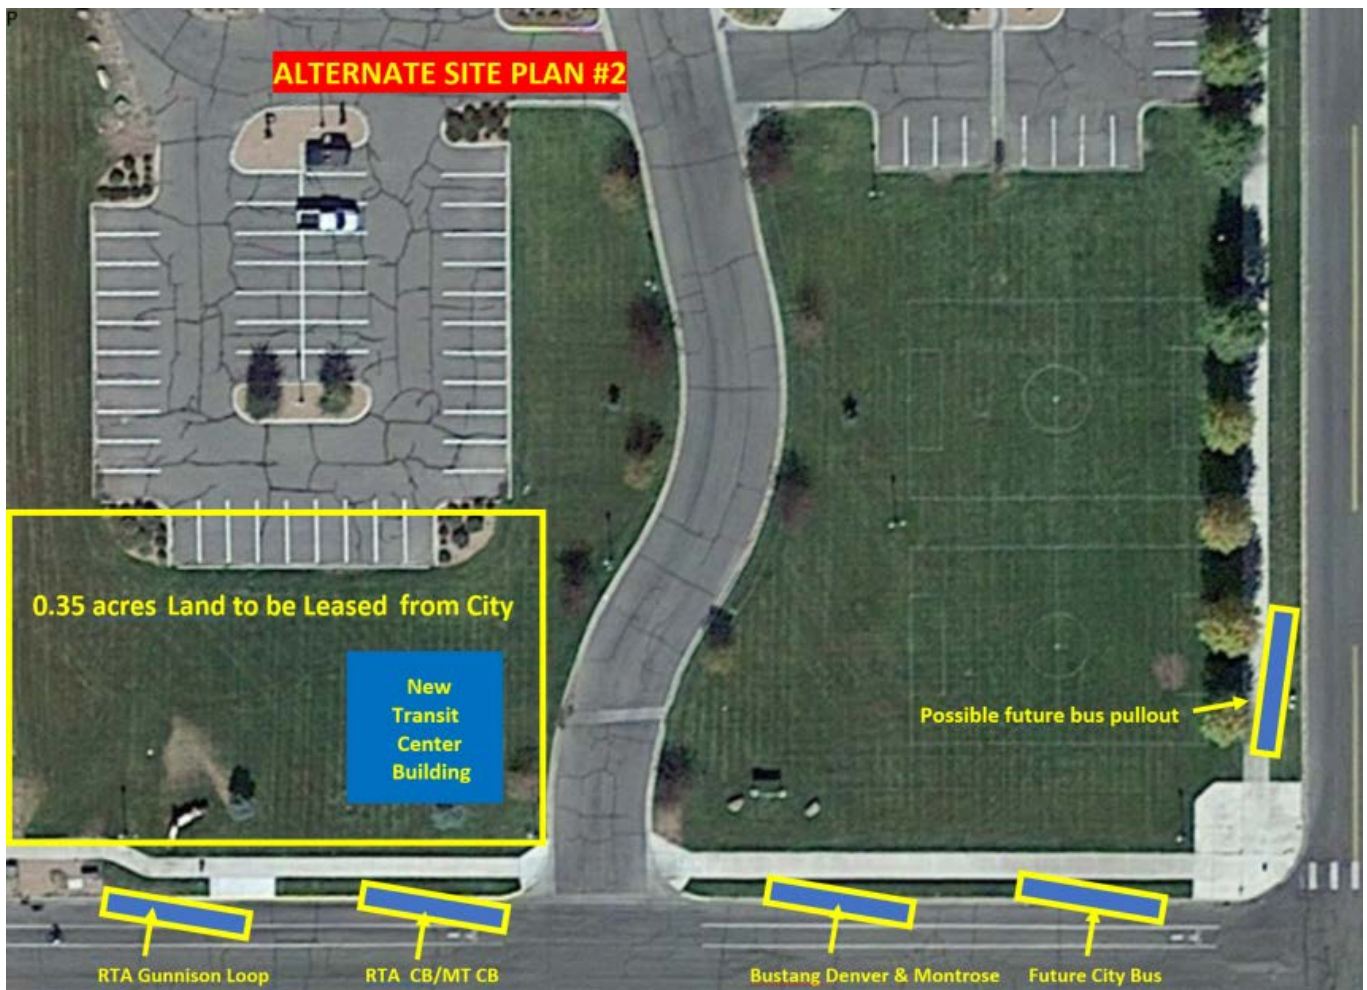 P
ALTERNATE SITE PLAN #2
0.35 acres Land to be Leased from City
New
Transit
Center
Building
Possible future bus pullout
RTA Gunnison Loop
RTA CB/MT CB
Bustang Denver & Montrose
Future City Bus